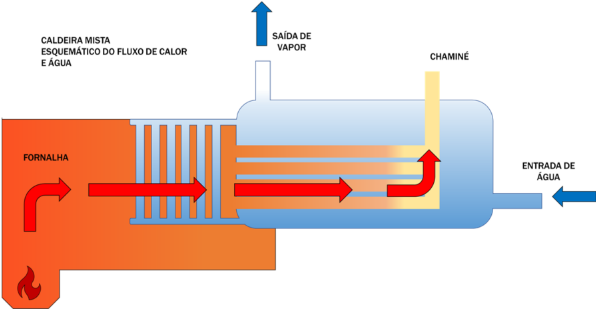 CALDEIRA MISTA
ESQUEMÁTICO DO FLUXO DE CALOR
E ÁGUA
SAÍDA DE
VAPOR
CHAMINÉ
FORNALHA
ENTRADA DE
ÁGUA